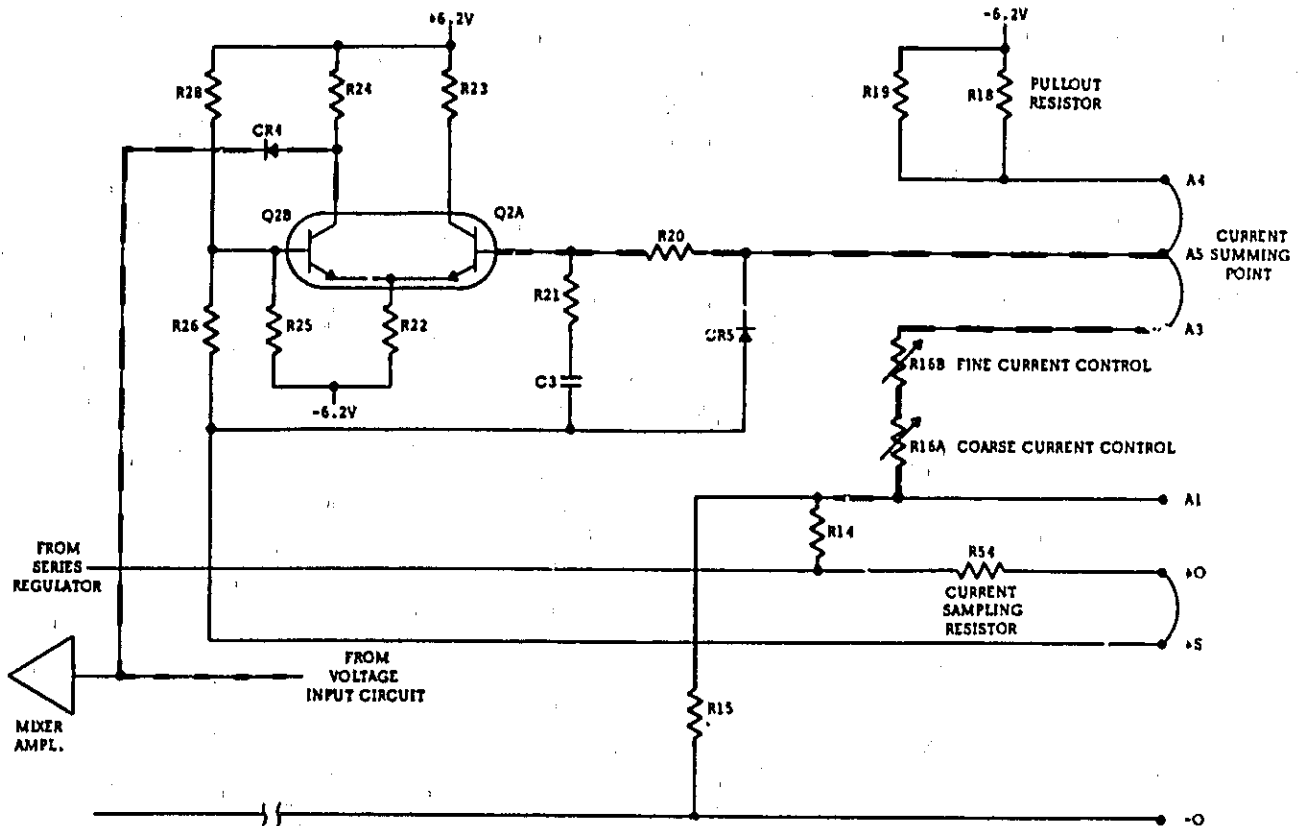 +6.2V
-6.2V
R28
R24
R23
R19
R18
PULLOUT
RESISTOR
CR4
A4
Q2B
Q2A
R20
A5
CURRENT
SUMMING
POINT
R26
R25
R22
R21
CR5
A3
C3
-6.2V
R16B FINE CURRENT CONTROL
R16A COARSE CURRENT CONTROL
A1
R14
FROM
SERIES
REGULATOR
R54
+O
CURRENT
SAMPLING
RESISTOR
+S
FROM
VOLTAGE
INPUT CIRCUIT
MIXER
AMPL.
R15
-O